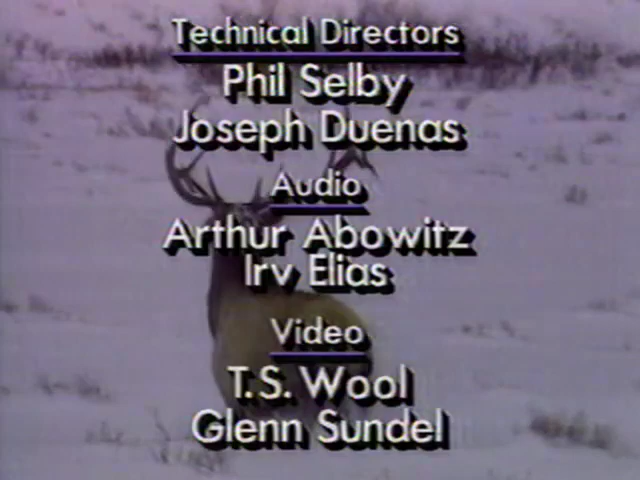 Technical Directors
Phil Selby
Joseph Duenas
Audio
Arthur Abowitz
Irv Elias
Video
T.S. Wool
Glenn Sundel